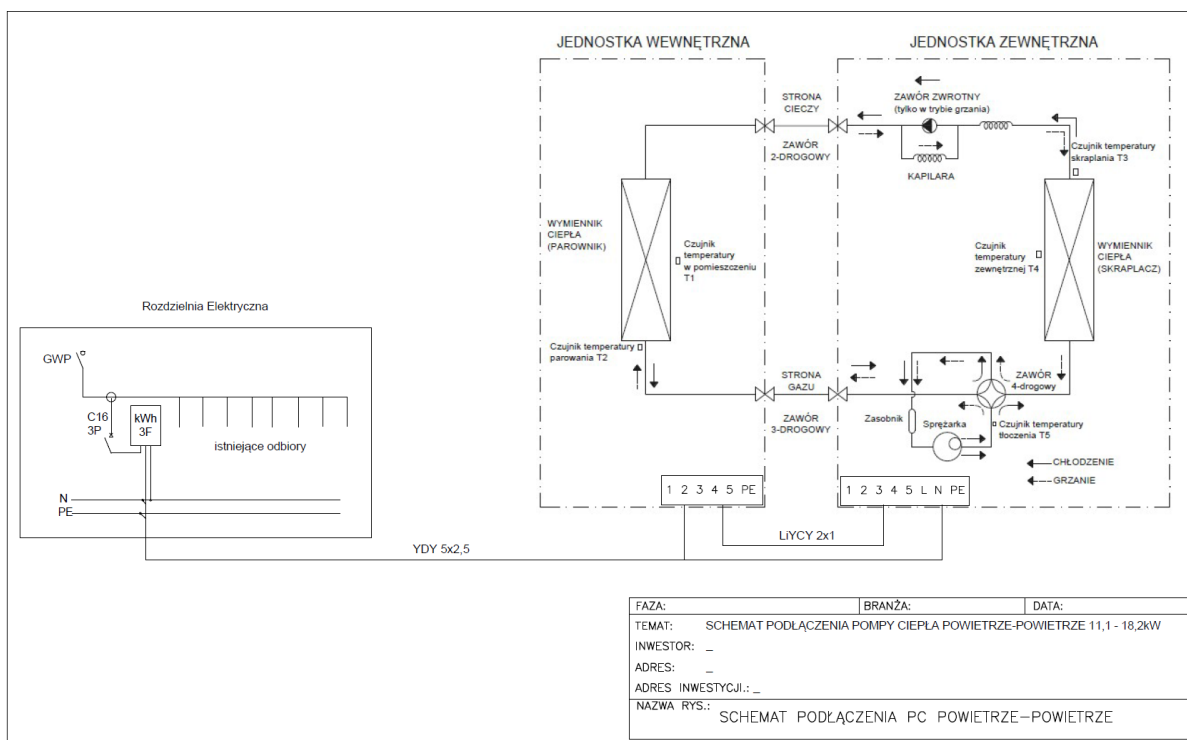 JEDNOSTKA WEWNĘTRZNA
JEDNOSTKA ZEWNĘTRZNA
STRONA
CIECZY
ZAWÓR
2-DROGOWY
ZAWÓR ZWROTNY
(tylko w trybie grzania)
KAPILARA
Czujnik temperatury
skraplania T3
WYMIENNIK
CIEPŁA
(PAROWNIK)
Czujnik
temperatury
w pomieszczeniu
T1
Czujnik
temperatury
zewnętrznej T4
WYMIENNIK
CIEPŁA
(SKRAPLACZ)
Czujnik temperatury
parowania T2
STRONA
GAZU
ZAWÓR
3-DROGOWY
ZAWÓR
4-drogowy
Zasobnik
Sprężarka
Czujnik temperatury
tłoczenia T5
CHŁODZENIE
GRZANIE
Rozdzielnia Elektryczna
GWP
C16
3P
kWh
3F
istniejące odbiory
N
PE
1 2 3 4 5 PE
1 2 3 4 5 L N PE
YDY 5x2,5
LiYCY 2x1
FAZA: BRANŻA: DATA:
TEMAT: SCHEMAT PODŁĄCZENIA POMPY CIEPŁA POWIETRZE-POWIETRZE 11,1 - 18,2kW
INWESTOR: _
ADRES: _
ADRES INWESTYCJI.: _
NAZWA RYS.:
SCHEMAT PODŁĄCZENIA PC POWIETRZE-POWIETRZE